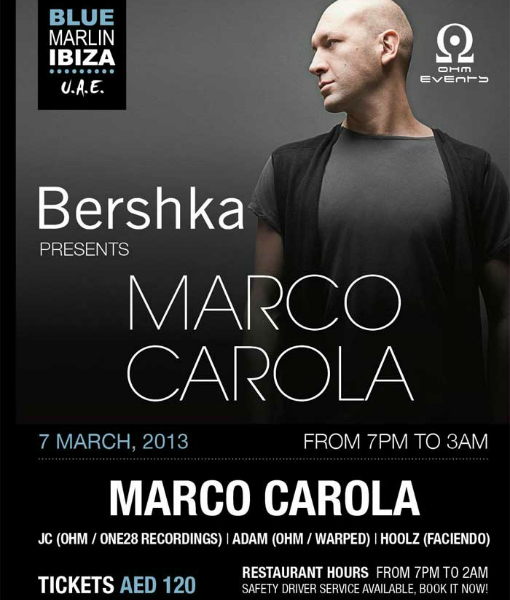 BLUE
MARLIN
IBIZA
U.A.E.
OHM
EVENTS
Bershka
PRESENTS
MARCO
CAROLA
7 MARCH, 2013 FROM 7PM TO 3AM
MARCO CAROLA
JC (OHM / ONE28 RECORDINGS) | ADAM (OHM / WARPED) | HOOLZ (FACIENDO)
TICKETS AED 120
RESTAURANT HOURS FROM 7PM TO 2AM
SAFETY DRIVER SERVICE AVAILABLE, BOOK IT NOW!